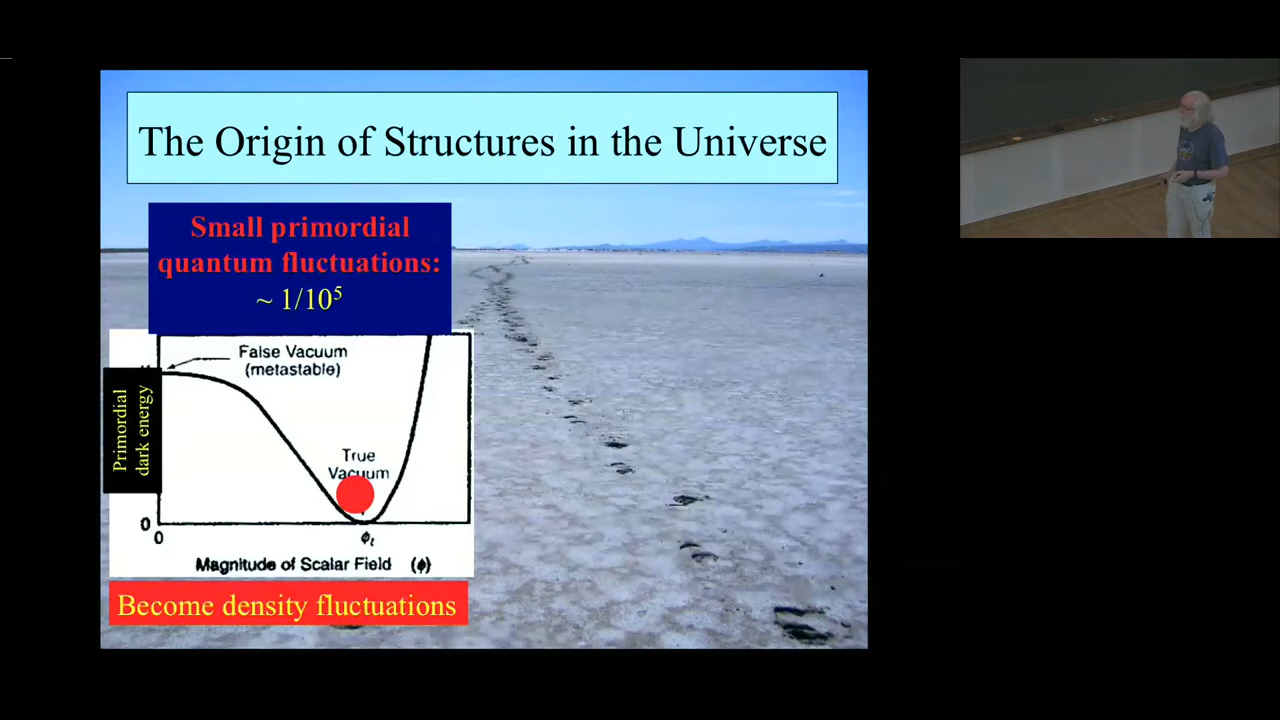 The Origin of Structures in the Universe
Small primordial
quantum fluctuations:
~ 1/10⁵
False Vacuum
(metastable)
Primordial
dark energy
True
Vacuum
0
0
ϕₜ
Magnitude of Scalar Field (ϕ)
Become density fluctuations